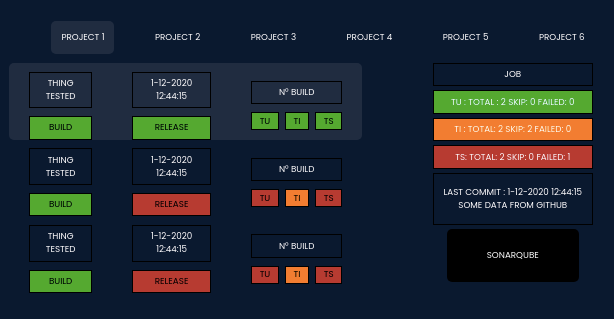 PROJECT 1 PROJECT 2 PROJECT 3 PROJECT 4 PROJECT 5 PROJECT 6
THING
TESTED
1-12-2020
12:44:15
Nº BUILD
BUILD
RELEASE
TU TI TS
THING
TESTED
1-12-2020
12:44:15
Nº BUILD
BUILD
RELEASE
TU TI TS
THING
TESTED
1-12-2020
12:44:15
Nº BUILD
BUILD
RELEASE
TU TI TS
JOB
TU : TOTAL : 2 SKIP: 0 FAILED: 0
TI : TOTAL: 2 SKIP: 2 FAILED: 0
TS: TOTAL: 2 SKIP: 0 FAILED: 1
LAST COMMIT : 1-12-2020 12:44:15
SOME DATA FROM GITHUB
SONARQUBE